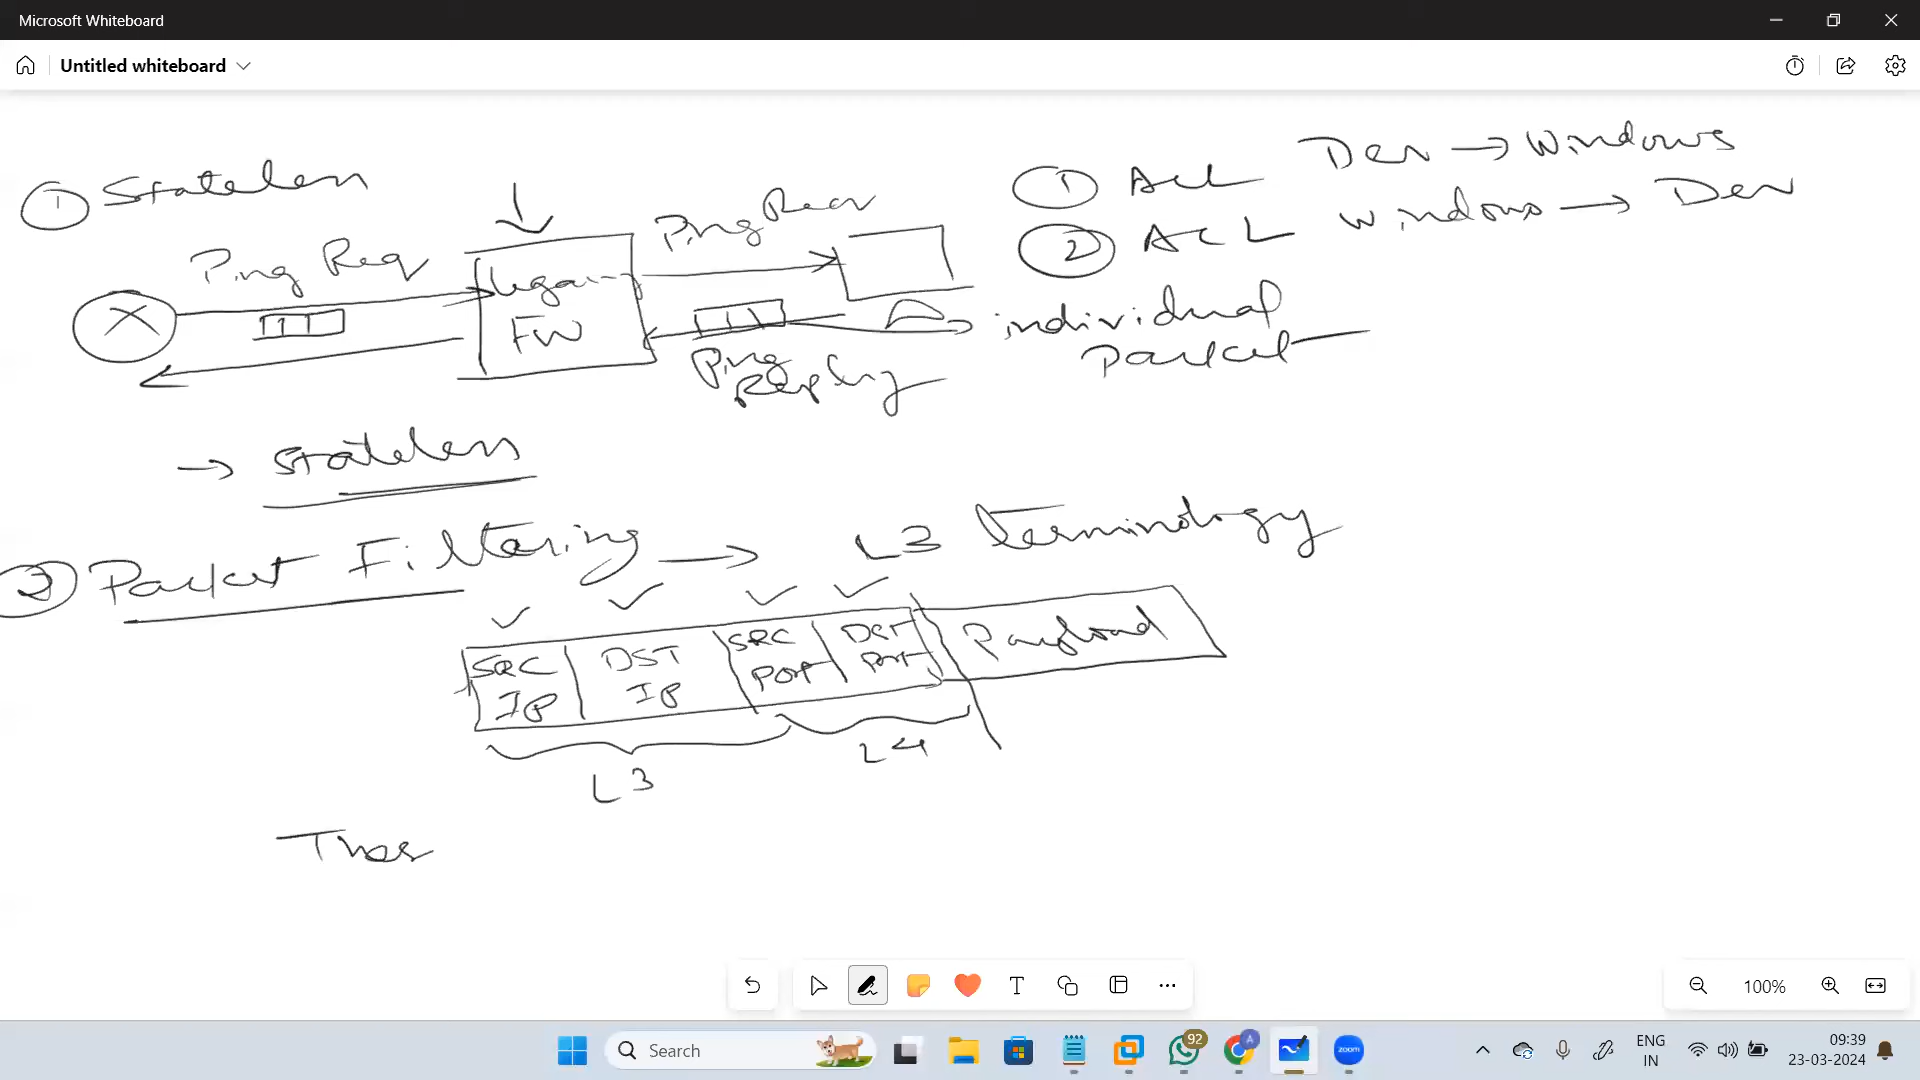 Microsoft Whiteboard
Untitled whiteboard
① Stateless
Ping Req
FW
Ping Reply
① ACL Dev → Windows
② ACL Windows → Dev
individual
Packet
→ Stateless
② Packet Filtering → L3 terminology
SRC IP DST IP SRC PORT DST PORT Payload
L3 L4
Search
92
A
zoom
100%
ENG
IN
09:39
23-03-2024